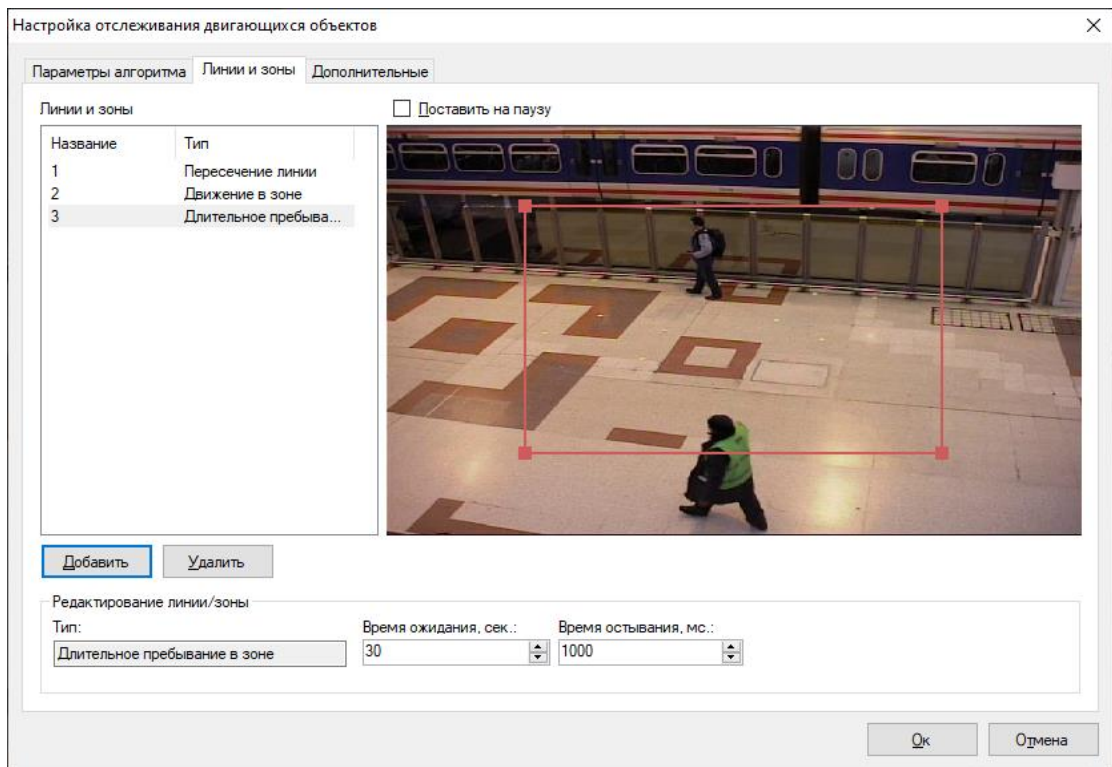 Настройка отслеживания двигающихся объектов
Параметры алгоритма Линии и зоны Дополнительные
Линии и зоны
Поставить на паузу
Название Тип
1 Пересечение линии
2 Движение в зоне
3 Длительное пребыва...
Добавить Удалить
Редактирование линии/зоны
Тип: Время ожидания, сек.: Время остывания, мс.:
Длительное пребывание в зоне 30 1000
Ок Отмена